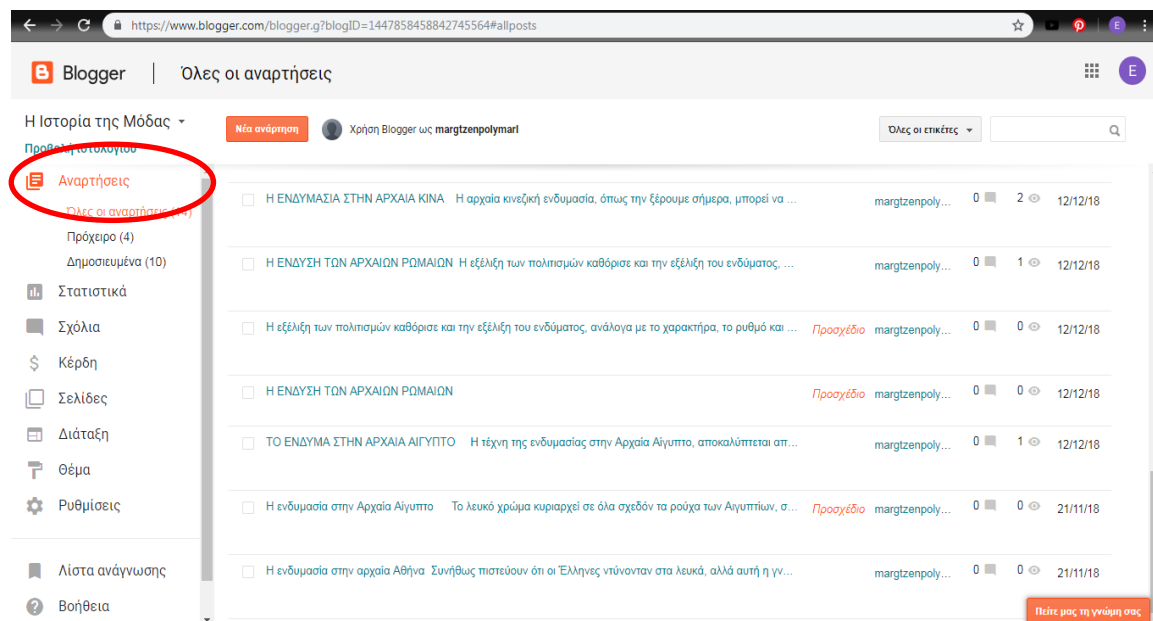 https://www.blogger.com/blogger.g?blogID=1447858458842745564#allposts
E
Blogger
Όλες οι αναρτήσεις
E
Η Ιστορία της Μόδας
Προβολή ιστολογίου
Νέα ανάρτηση
Χρήση Blogger ως margtzenpolymarl
Όλες οι ετικέτες
Αναρτήσεις
Όλες οι αναρτήσεις (14)
Πρόχειρο (4)
Δημοσιευμένα (10)
Στατιστικά
Σχόλια
Κέρδη
Σελίδες
Διάταξη
Θέμα
Ρυθμίσεις
Λίστα ανάγνωσης
Βοήθεια
Η ΕΝΔΥΜΑΣΙΑ ΣΤΗΝ ΑΡΧΑΙΑ ΚΙΝΑ Η αρχαία κινεζική ενδυμασία, όπως την ξέρουμε σήμερα, μπορεί να ... margtzenpoly... 0 2 12/12/18
Η ΕΝΔΥΣΗ ΤΩΝ ΑΡΧΑΙΩΝ ΡΩΜΑΙΩΝ Η εξέλιξη των πολιτισμών καθόρισε και την εξέλιξη του ενδύματος, ... margtzenpoly... 0 1 12/12/18
Η εξέλιξη των πολιτισμών καθόρισε και την εξέλιξη του ενδύματος, ανάλογα με το χαρακτήρα, το ρυθμό και ... Προσχέδιο margtzenpoly... 0 0 12/12/18
Η ΕΝΔΥΣΗ ΤΩΝ ΑΡΧΑΙΩΝ ΡΩΜΑΙΩΝ Προσχέδιο margtzenpoly... 0 0 12/12/18
ΤΟ ΕΝΔΥΜΑ ΣΤΗΝ ΑΡΧΑΙΑ ΑΙΓΥΠΤΟ Η τέχνη της ενδυμασίας στην Αρχαία Αίγυπτο, αποκαλύπτεται απ... margtzenpoly... 0 1 12/12/18
Η ενδυμασία στην Αρχαία Αίγυπτο Το λευκό χρώμα κυριαρχεί σε όλα σχεδόν τα ρούχα των Αιγυπτίων, σ... Προσχέδιο margtzenpoly... 0 0 21/11/18
Η ενδυμασία στην αρχαία Αθήνα Συνήθως πιστεύουν ότι οι Έλληνες ντύνονταν στα λευκά, αλλά αυτή η γν... margtzenpoly... 0 0 21/11/18
Πείτε μας τη γνώμη σας